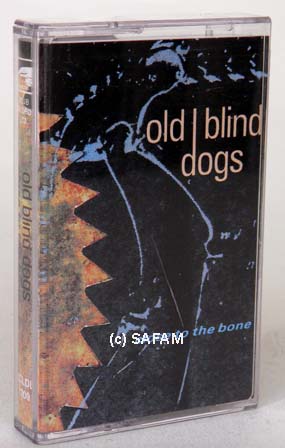 old blind
dogs
to the bone
(c) SAFAM
old blind dogs